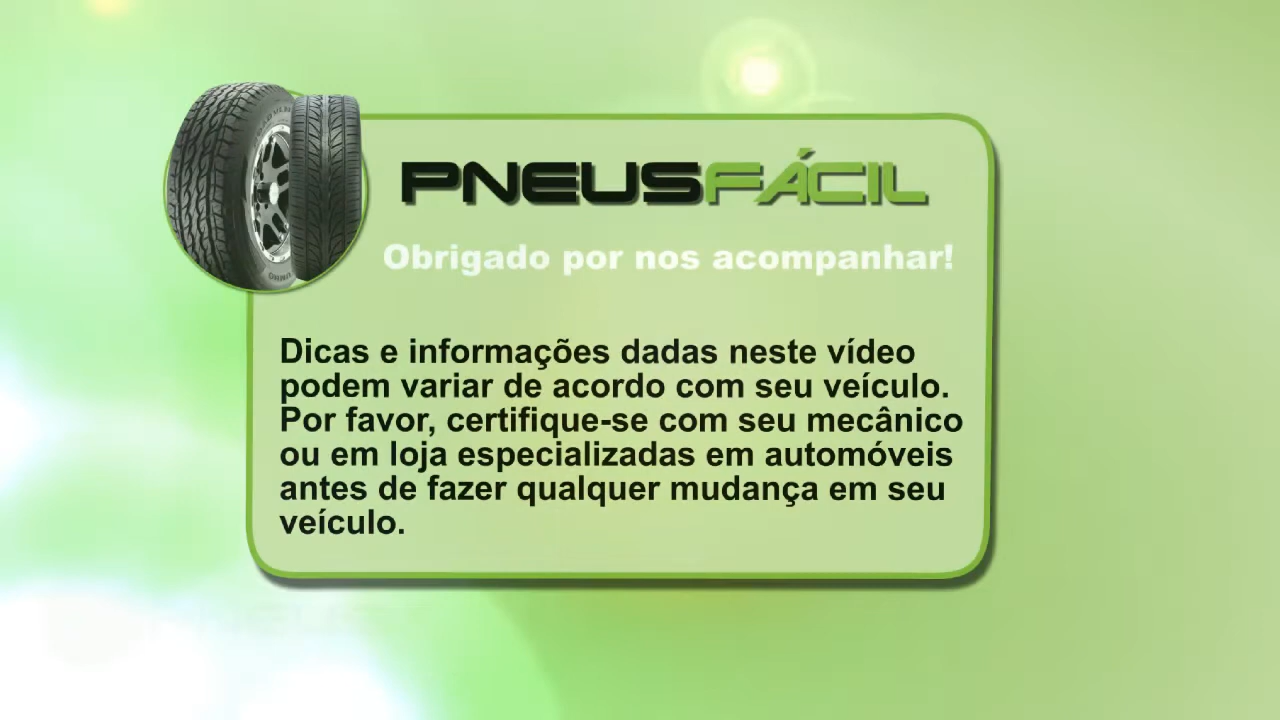 PNEUSFÁCIL
Obrigado por nos acompanhar!
Dicas e informações dadas neste vídeo
podem variar de acordo com seu veículo.
Por favor, certifique-se com seu mecânico
ou em loja especializadas em automóveis
antes de fazer qualquer mudança em seu
veículo.